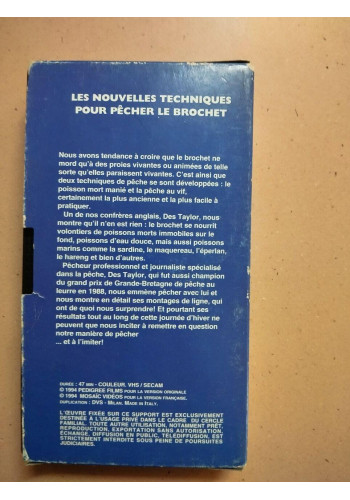 LES NOUVELLES TECHNIQUES
POUR PÊCHER LE BROCHET
Nous avons tendance à croire que le brochet ne
mord qu'à des proies vivantes ou animées de telle
sorte qu'elles paraissent vivantes. C'est ainsi que
deux techniques de pêche se sont développées : le
poisson mort manié et la pêche au vif,
certainement la plus ancienne et la plus facile à
pratiquer.
Un de nos confrères anglais, Des Taylor, nous
montre qu'il n'en est rien : le brochet se nourrit
volontiers de poissons morts immobiles sur le
fond, poissons d'eau douce, mais aussi poissons
marins comme la sardine, le maquereau, l'éperlan,
le hareng et bien d'autres.
Pêcheur professionnel et journaliste spécialisé
dans la pêche, Des Taylor, qui fut aussi champion
du grand prix de Grande-Bretagne de pêche au
leurre en 1988, nous emmène pêcher avec lui et
nous montre en détail ses montages de ligne, qui
ont de quoi nous surprendre! Et pourtant ses
résultats tout au long de cette journée d'hiver ne
peuvent que nous inciter à remettre en question
notre manière de pêcher
... et à l'imiter!
DURÉE : 47 MN - COULEUR. VHS / SECAM
© 1994 PEDIGREE FILMS POUR LA VERSION ORIGINALE
© 1994 MOSAÏC VIDÉOS POUR LA VERSION FRANÇAISE.
DUPLICATION : DVS - MILAN. MADE IN ITALY.
L'ŒUVRE FIXÉE SUR CE SUPPORT EST EXCLUSIVEMENT
DESTINÉE À L'USAGE PRIVÉ DANS LE CADRE DU CERCLE
FAMILIAL. TOUTE AUTRE UTILISATION, NOTAMMENT PRÊT,
REPRODUCTION, EXPORTATION SANS AUTORISATION,
ÉCHANGE, DIFFUSION EN PUBLIC, TÉLÉDIFFUSION, EST
STRICTEMENT INTERDITE SOUS PEINE DE POURSUITES
JUDICIAIRES.